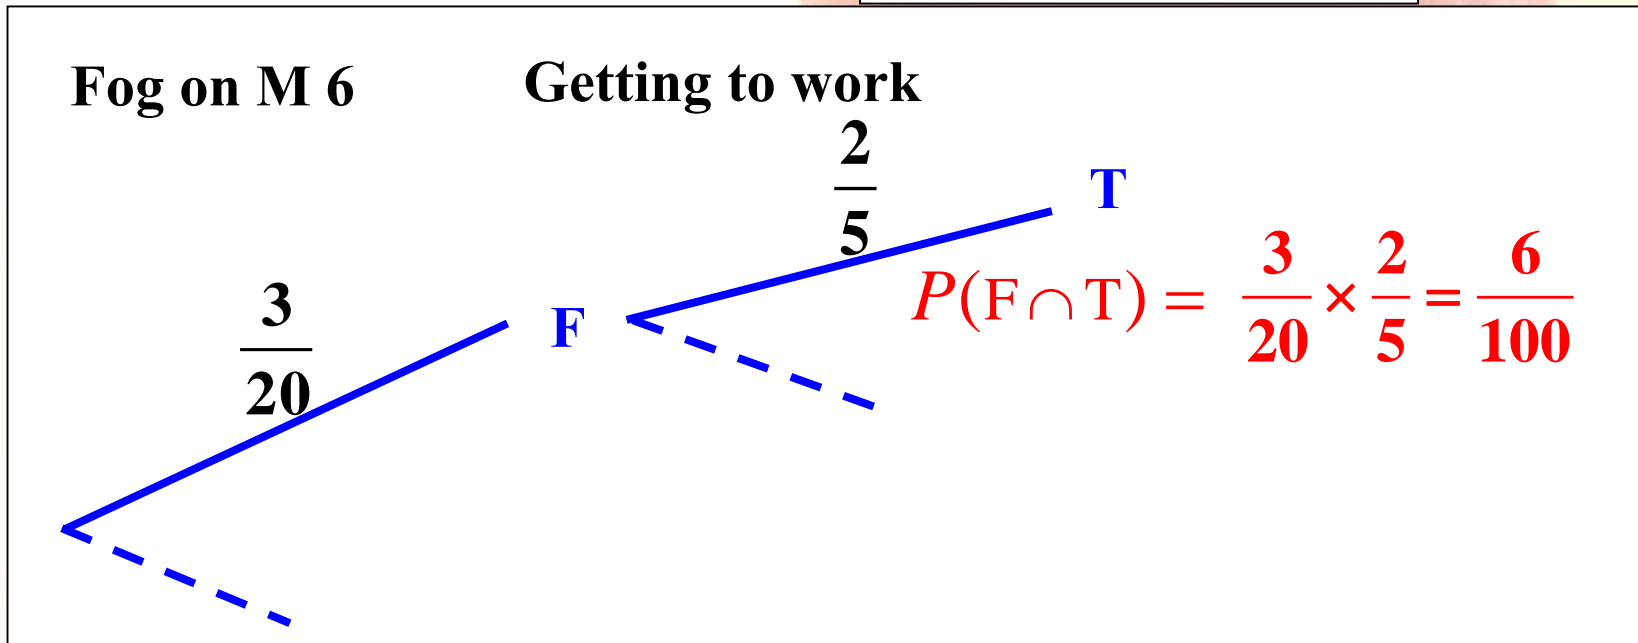 Fog on M 6 Getting to work
2/5
T
3/20
F
P(F∩T) = 3/20 × 2/5 = 6/100